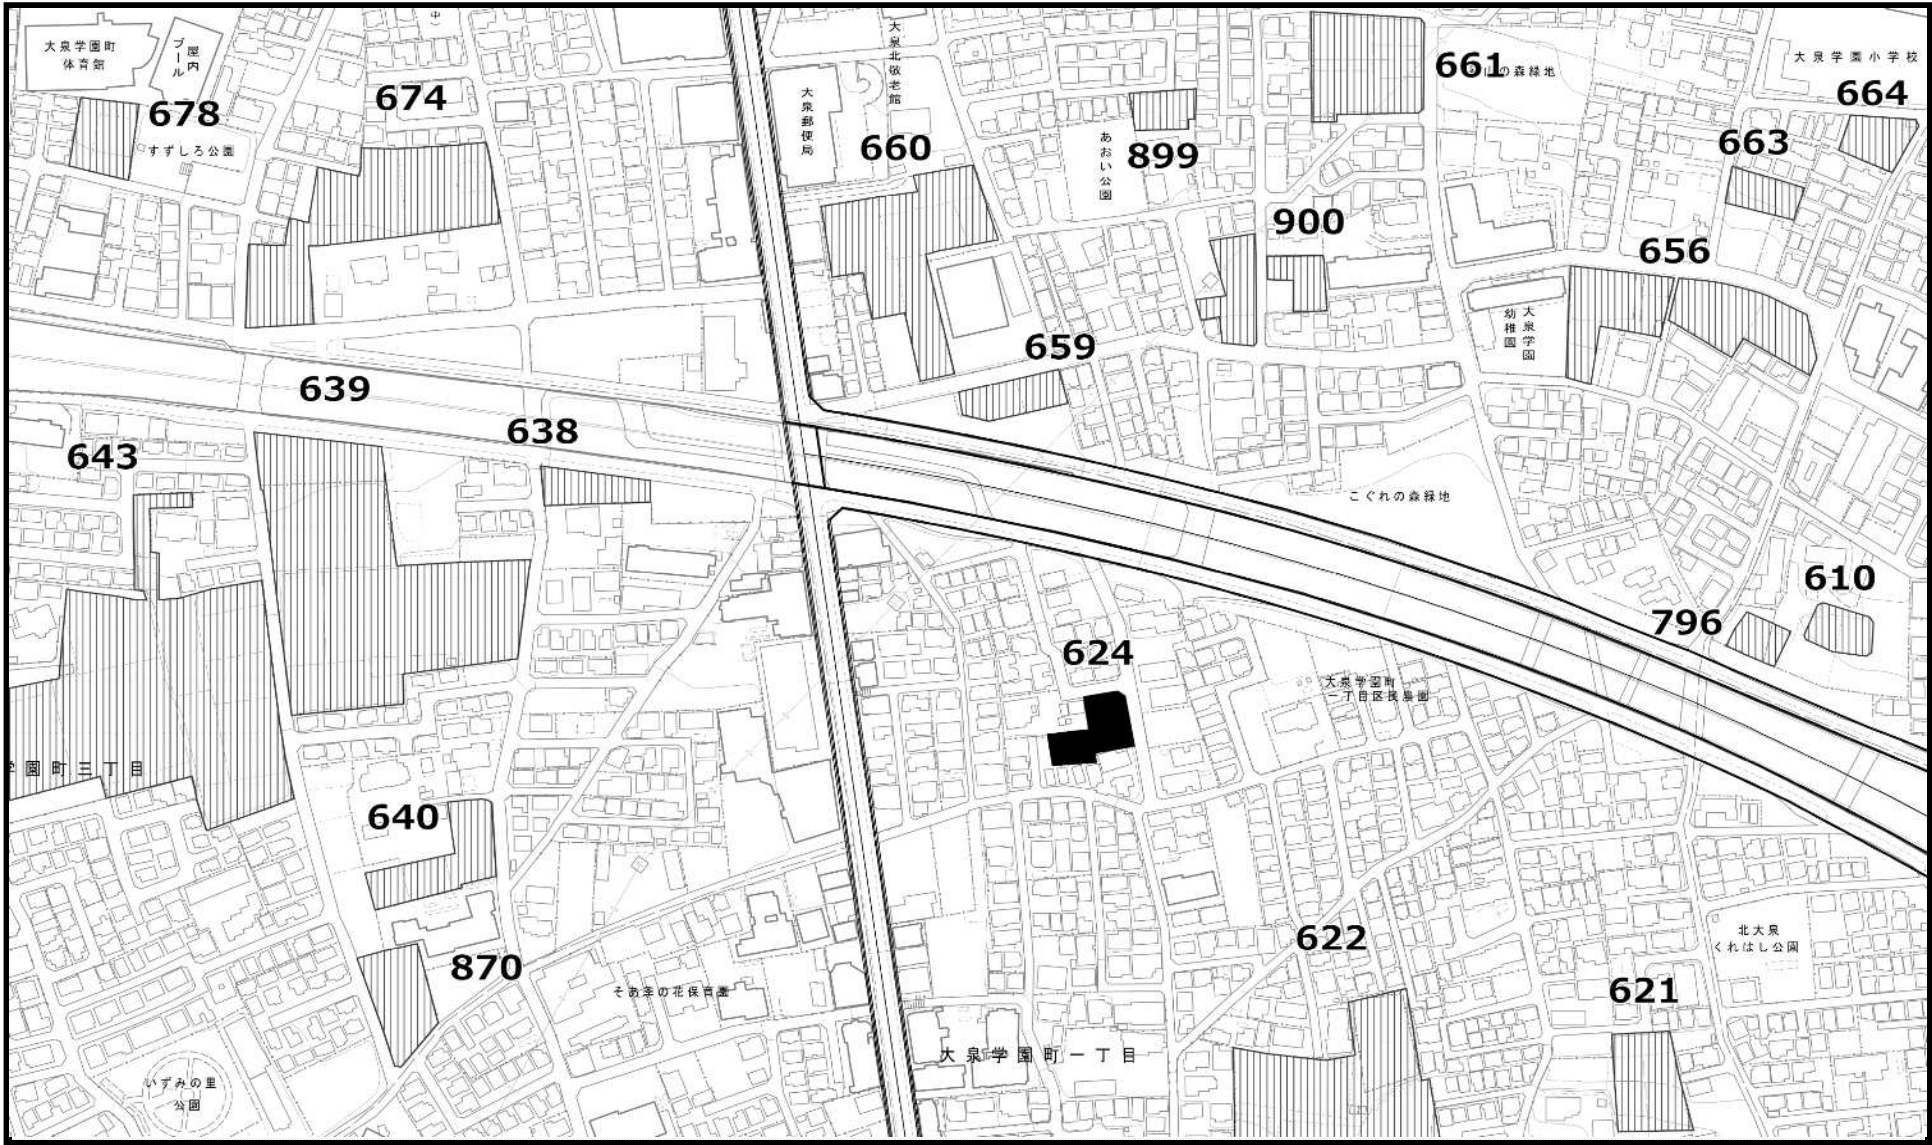 大泉学園町
体育館
屋内
プール
678
すずしろ公園
674
中
大泉北敬老館
大泉郵便局
660
あおい公園
899
661
の森緑地
大泉学園小学校
664
663
900
656
大泉学園
幼稚園
659
639
638
643
こぐれの森緑地
610
796
624
大泉学園町
一丁目区民農園
学園町三丁目
640
870
そあ季の花保育園
622
北大泉
くれはし公園
621
大泉学園町一丁目
いずみの里
公園